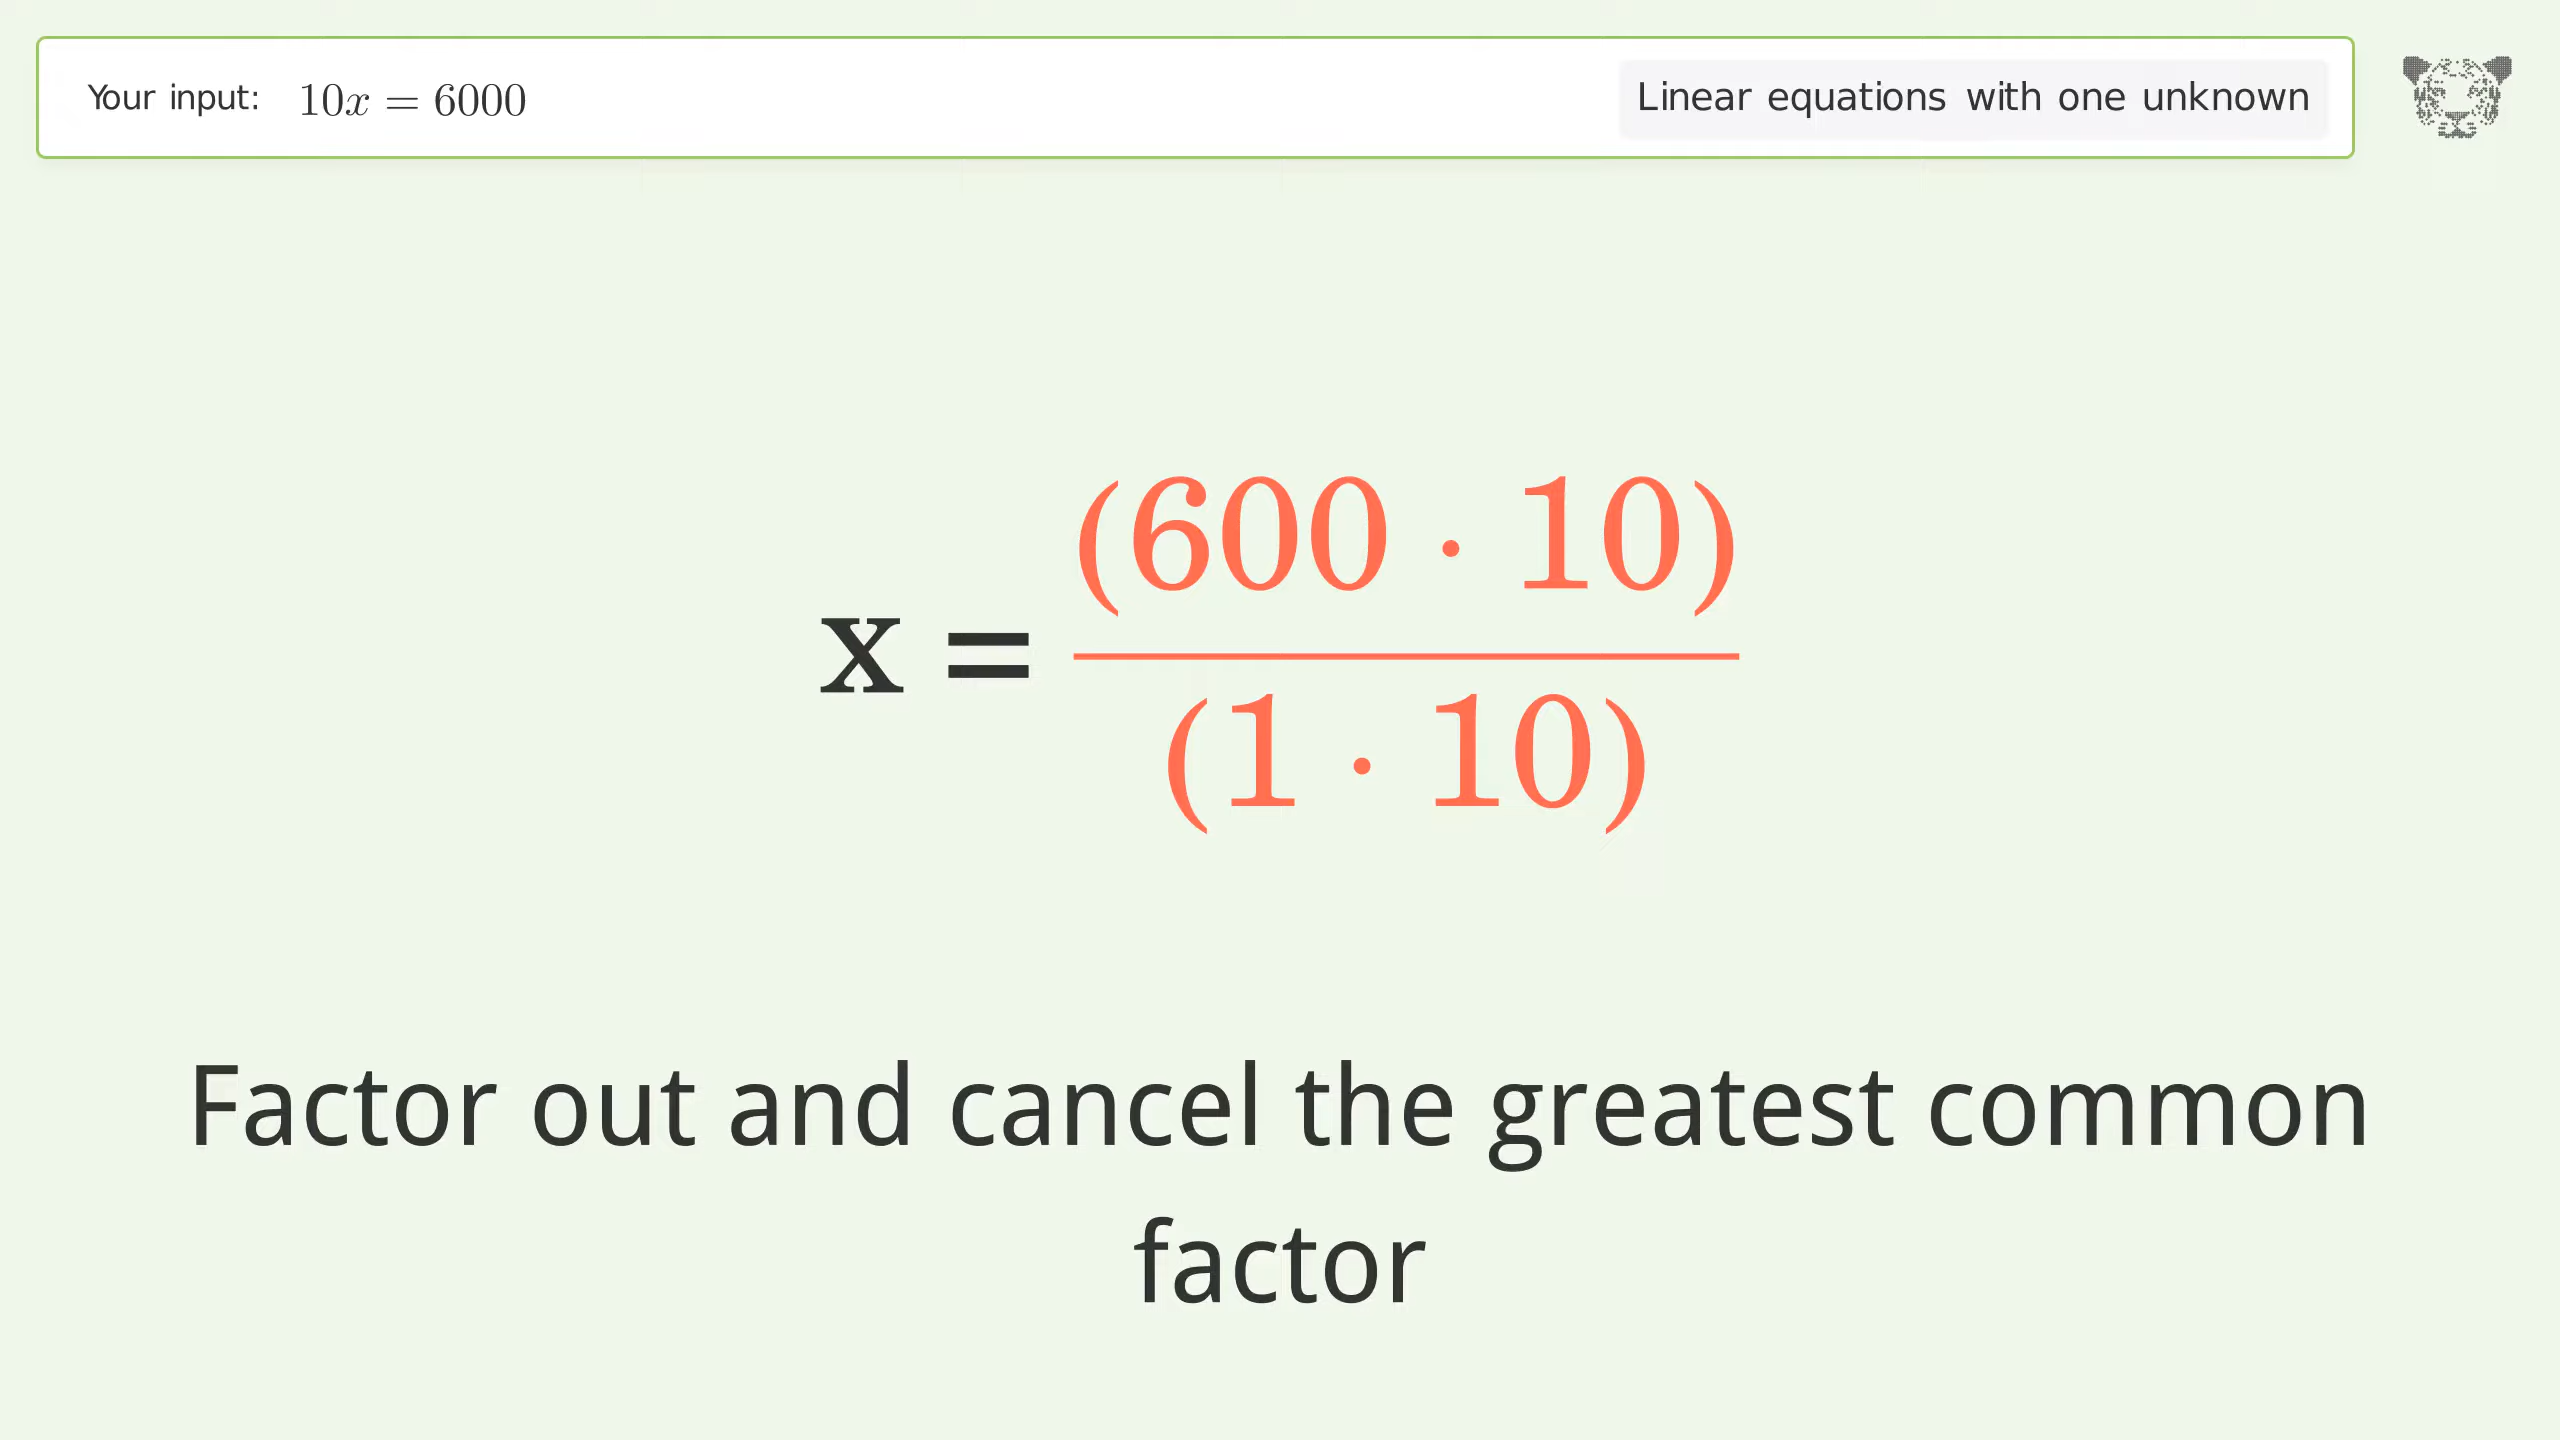 Your input: 10x = 6000
Linear equations with one unknown
x = (600 · 10) / (1 · 10)
Factor out and cancel the greatest common
factor